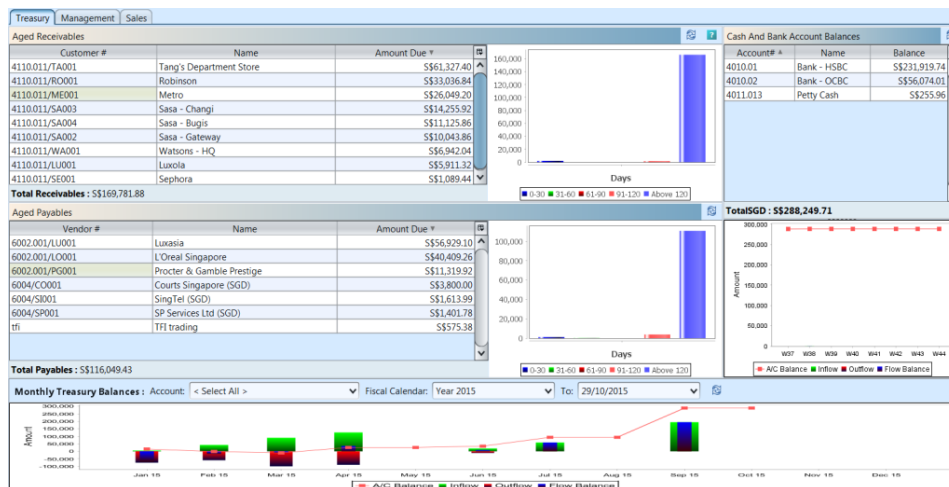 Treasury Management Sales
Aged Receivables
Customer # Name Amount Due
4110.011/TA001 Tang's Department Store S$61,327.40
4110.011/RO001 Robinson S$33,036.84
4110.011/ME001 Metro S$26,049.20
4110.011/SA003 Sasa - Changi S$14,255.92
4110.011/SA004 Sasa - Bugis S$11,125.86
4110.011/SA002 Sasa - Gateway S$10,043.86
4110.011/WA001 Watsons - HQ S$6,942.04
4110.011/LU001 Luxola S$5,911.32
4110.011/SE001 Sephora S$1,089.44
Total Receivables : S$169,781.88
160,000
140,000
120,000
100,000
80,000
60,000
40,000
20,000
0
Days
0-30 31-60 61-90 91-120 Above 120
Cash And Bank Account Balances
Account# Name Balance
4010.01 Bank - HSBC S$231,919.74
4010.02 Bank - OCBC S$56,074.01
4011.013 Petty Cash S$255.96
Aged Payables
Vendor # Name Amount Due
6002.001/LU001 Luxasia S$56,929.10
6002.001/LO001 L'Oreal Singapore S$40,409.26
6002.001/PG001 Procter & Gamble Prestige S$11,319.92
6004/CO001 Courts Singapore (SGD) S$3,800.00
6004/SI001 SingTel (SGD) S$1,613.99
6004/SP001 SP Services Ltd (SGD) S$1,401.78
tfi TFI trading S$575.38
Total Payables : S$116,049.43
100,000
80,000
60,000
40,000
20,000
0
Days
0-30 31-60 61-90 91-120 Above 120
TotalSGD : S$288,249.71
300,000
250,000
200,000
150,000
100,000
50,000
0
Amount
W37 W38 W39 W40 W41 W42 W43 W44
A/C Balance Inflow Outflow Flow Balance
Monthly Treasury Balances : Account: < Select All > Fiscal Calendar: Year 2015 To: 29/10/2015
300,000
250,000
200,000
150,000
100,000
50,000
0
-50,000
-100,000
Amount
Jan 15 Feb 15 Mar 15 Apr 15 May 15 Jun 15 Jul 15 Aug 15 Sep 15 Oct 15 Nov 15 Dec 15
A/C Balance Inflow Outflow Flow Balance